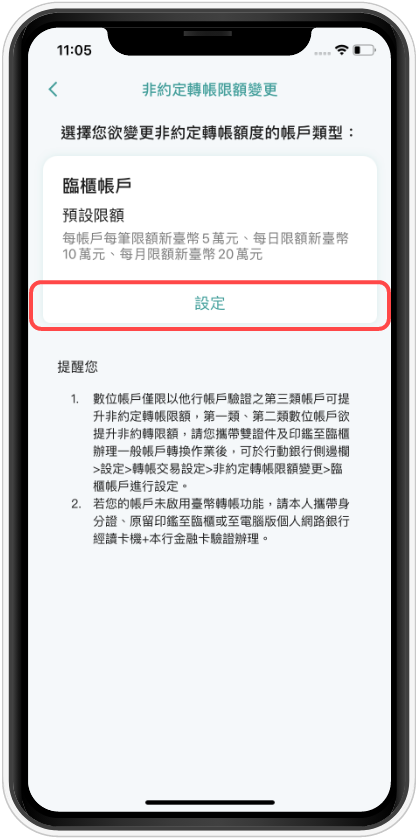 11:05
非約定轉帳限額變更
選擇您欲變更非約定轉帳額度的帳戶類型：
臨櫃帳戶
預設限額
每帳戶每筆限額新臺幣5萬元、每日限額新臺幣
10萬元、每月限額新臺幣20萬元
設定
提醒您
1. 數位帳戶僅限以他行帳戶驗證之第三類帳戶可提
升非約定轉帳限額，第一類、第二類數位帳戶欲
提升非約轉限額，請您攜帶雙證件及印鑑至臨櫃
辦理一般帳戶轉換作業後，可於行動銀行側邊欄
>設定>轉帳交易設定>非約定轉帳限額變更>臨
櫃帳戶進行設定。
2. 若您的帳戶未啟用臺幣轉帳功能，請本人攜帶身
分證、原留印鑑至臨櫃或至電腦版個人網路銀行
經讀卡機+本行金融卡驗證辦理。